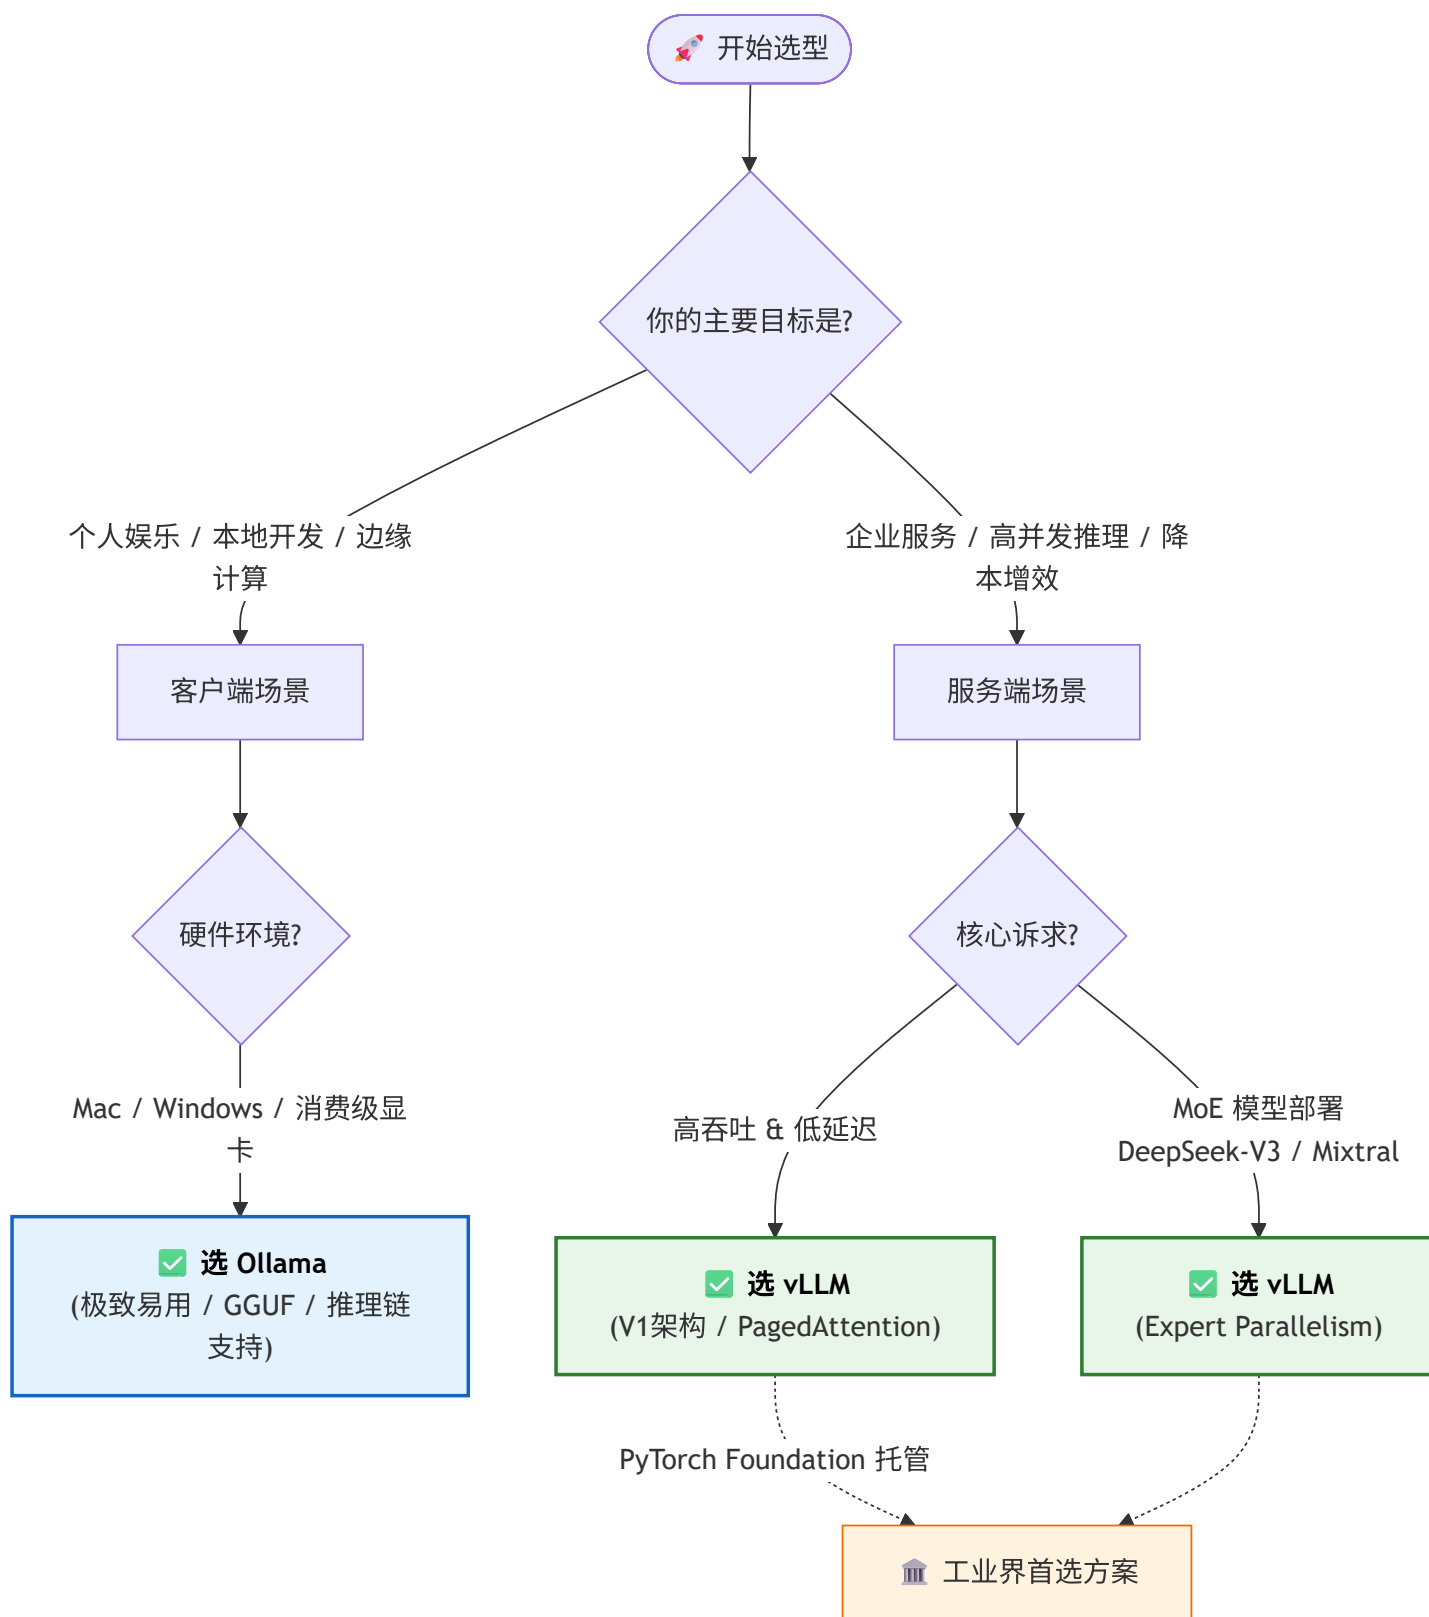 🚀 开始选型
你的主要目标是?
个人娱乐 / 本地开发 / 边缘
计算
企业服务 / 高并发推理 / 降
本增效
客户端场景
服务端场景
硬件环境?
核心诉求?
Mac / Windows / 消费级显
卡
高吞吐 & 低延迟
MoE 模型部署
DeepSeek-V3 / Mixtral
✅ 选 Ollama
(极致易用 / GGUF / 推理链
支持)
✅ 选 vLLM
(V1架构 / PagedAttention)
✅ 选 vLLM
(Expert Parallelism)
PyTorch Foundation 托管
🏛️ 工业界首选方案